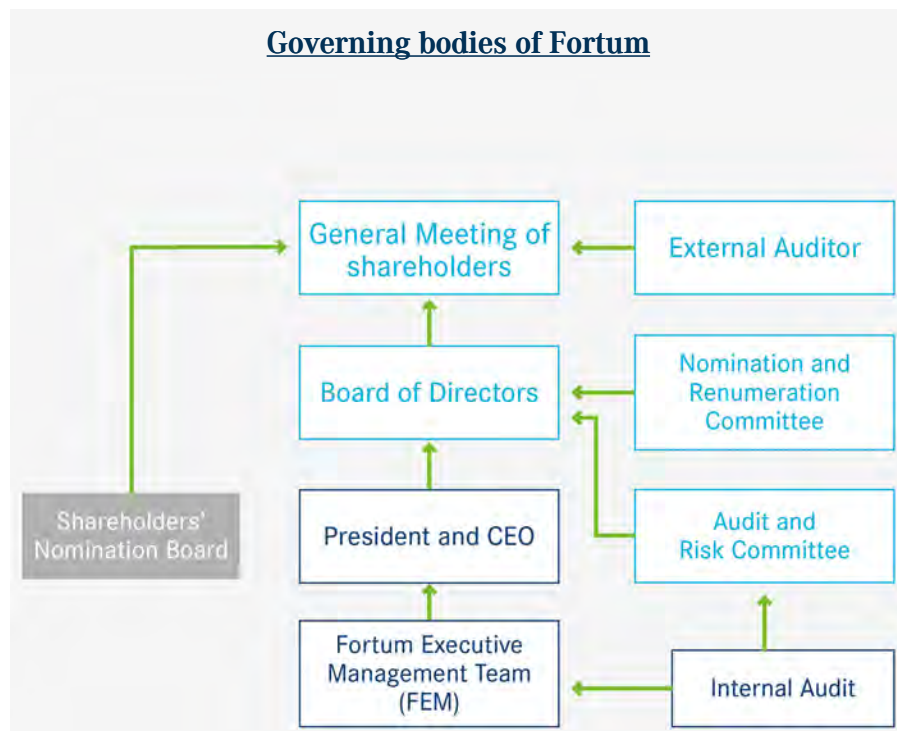 Governing bodies of Fortum
General Meeting of
shareholders
External Auditor
Board of Directors
Nomination and
Renumeration
Committee
Shareholders'
Nomination Board
President and CEO
Audit and
Risk Committee
Fortum Executive
Management Team
(FEM)
Internal Audit